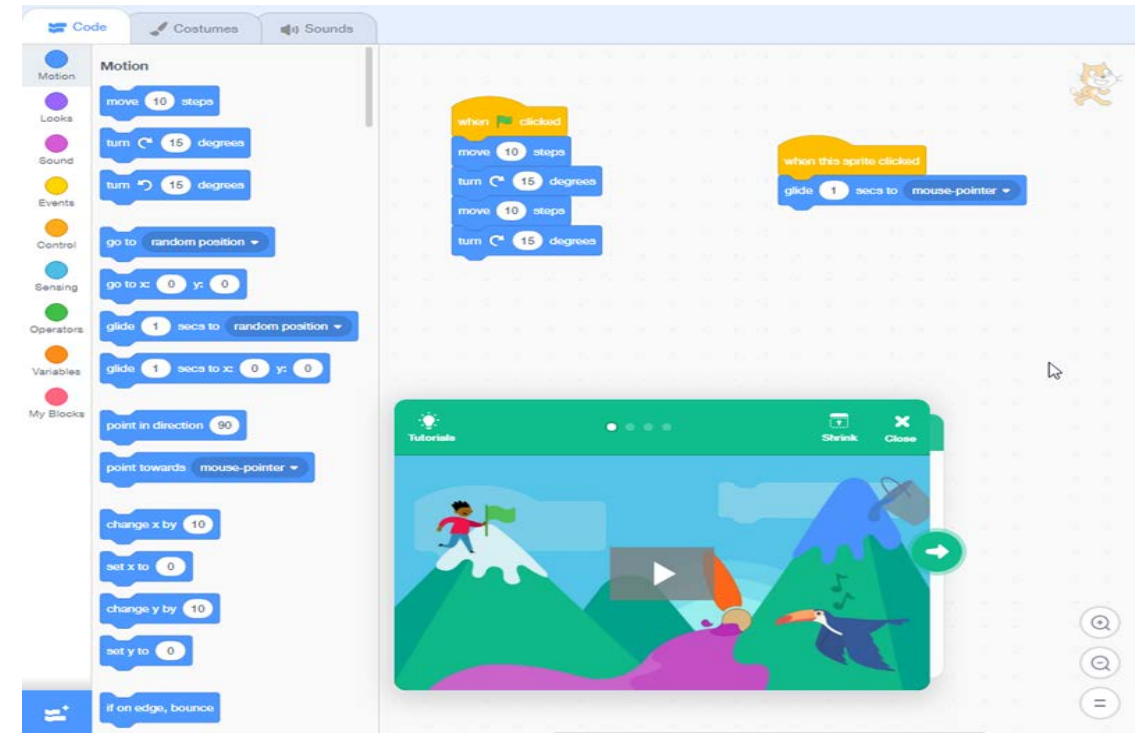 Code Costumes Sounds
Motion
Looks
Sound
Events
Control
Sensing
Operators
Variables
My Blocks
Motion
move 10 steps
turn 15 degrees
turn 15 degrees
go to random position
go to x: 0 y: 0
glide 1 secs to random position
glide 1 secs to x: 0 y: 0
point in direction 90
point towards mouse-pointer
change x by 10
set x to 0
change y by 10
set y to 0
if on edge, bounce
when clicked
move 10 steps
turn 15 degrees
move 10 steps
turn 15 degrees
when this sprite clicked
glide 1 secs to mouse-pointer
Tutorials Shrink Close